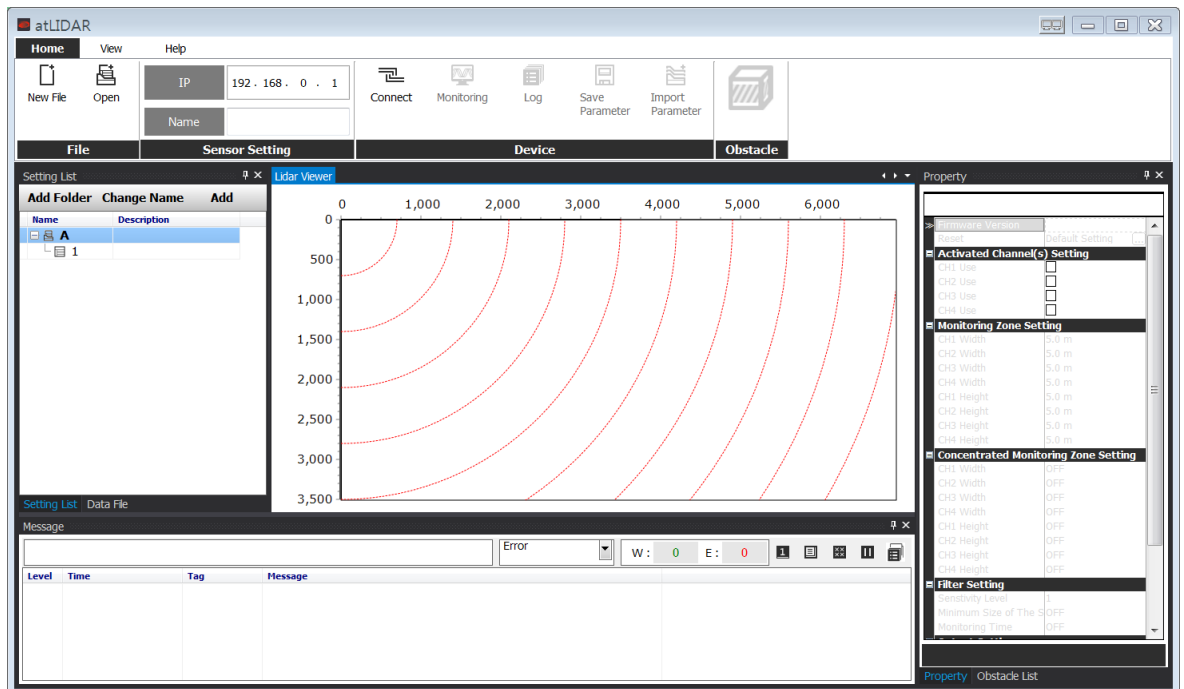 atLIDAR
Home View Help
New File Open IP 192 . 168 . 0 . 1 Connect Monitoring Log Save Parameter Import Parameter
Name
File Sensor Setting Device Obstacle
Setting List
Add Folder Change Name Add
Name Description
A
1
Setting List Data File
Lidar Viewer
0 1,000 2,000 3,000 4,000 5,000 6,000
0
500
1,000
1,500
2,000
2,500
3,000
3,500
Property
Firmware Version
Reset Default Setting ...
Activated Channel(s) Setting
CH1 Use
CH2 Use
CH3 Use
CH4 Use
Monitoring Zone Setting
CH1 Width 5.0 m
CH2 Width 5.0 m
CH3 Width 5.0 m
CH4 Width 5.0 m
CH1 Height 5.0 m
CH2 Height 5.0 m
CH3 Height 5.0 m
CH4 Height 5.0 m
Concentrated Monitoring Zone Setting
CH1 Width OFF
CH2 Width OFF
CH3 Width OFF
CH4 Width OFF
CH1 Height OFF
CH2 Height OFF
CH3 Height OFF
CH4 Height OFF
Filter Setting
Senstivity Level 1
Minimum Size of The S OFF
Monitoring Time OFF
Property Obstacle List
Message
Error W : 0 E : 0 1
Level Time Tag Message